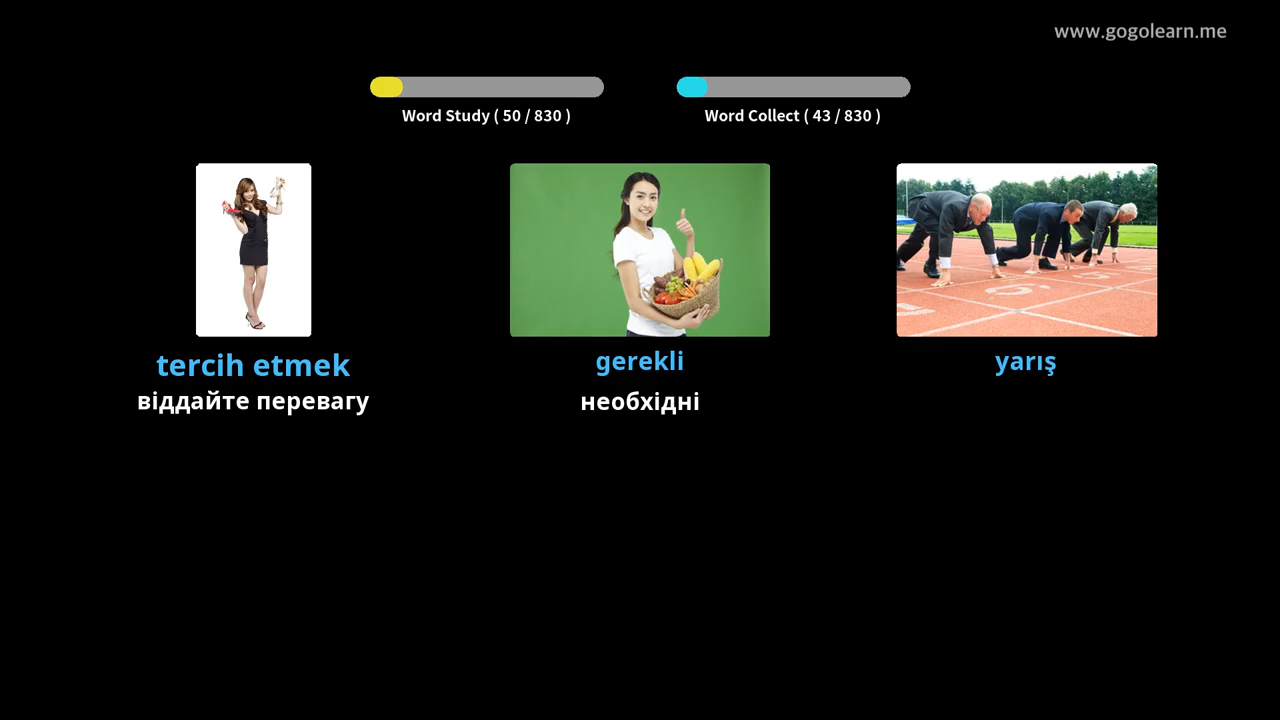 www.gogolearn.me
Word Study ( 50 / 830 )
Word Collect ( 43 / 830 )
tercih etmek
віддайте перевагу
gerekli
необхідні
yarış